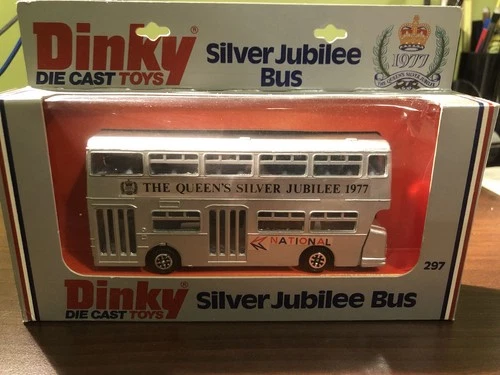 Dinky
DIE CAST TOYS
Silver Jubilee
Bus
1977
THE QUEEN'S SILVER JUBILEE 1977
NATIONAL
297
Dinky
DIE CAST TOYS
Silver Jubilee Bus